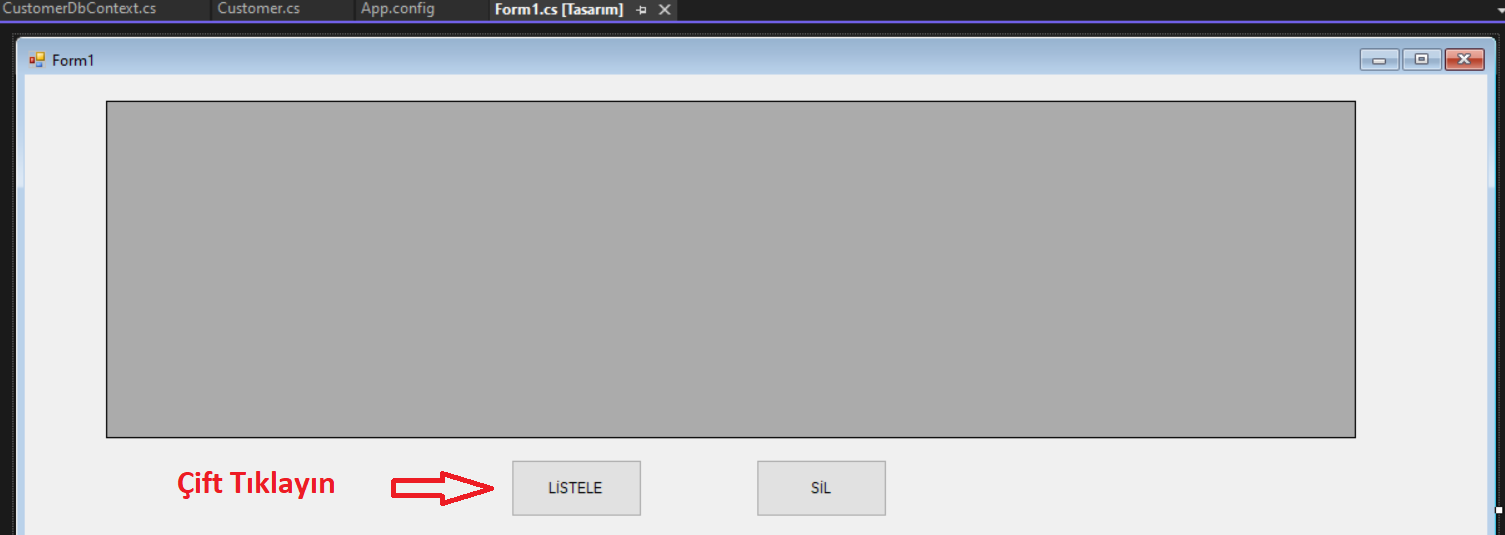 CustomerDbContext.cs
Customer.cs
App.config
Form1.cs [Tasarım]
Form1
Çift Tıklayın
LİSTELE
SİL